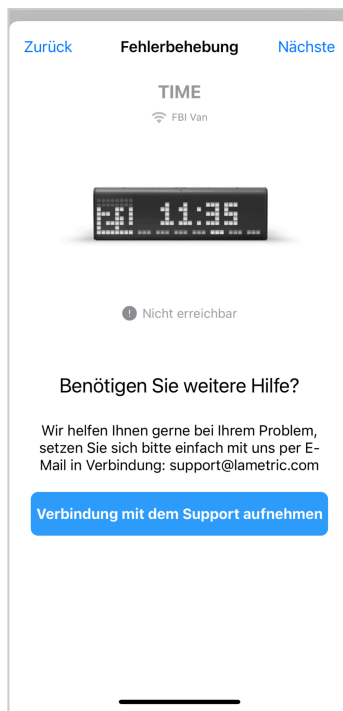 Zurück Fehlerbehebung Nächste
TIME
FBI Van
11:35
Nicht erreichbar
Benötigen Sie weitere Hilfe?
Wir helfen Ihnen gerne bei Ihrem Problem,
setzen Sie sich bitte einfach mit uns per E-
Mail in Verbindung: support@lametric.com
Verbindung mit dem Support aufnehmen